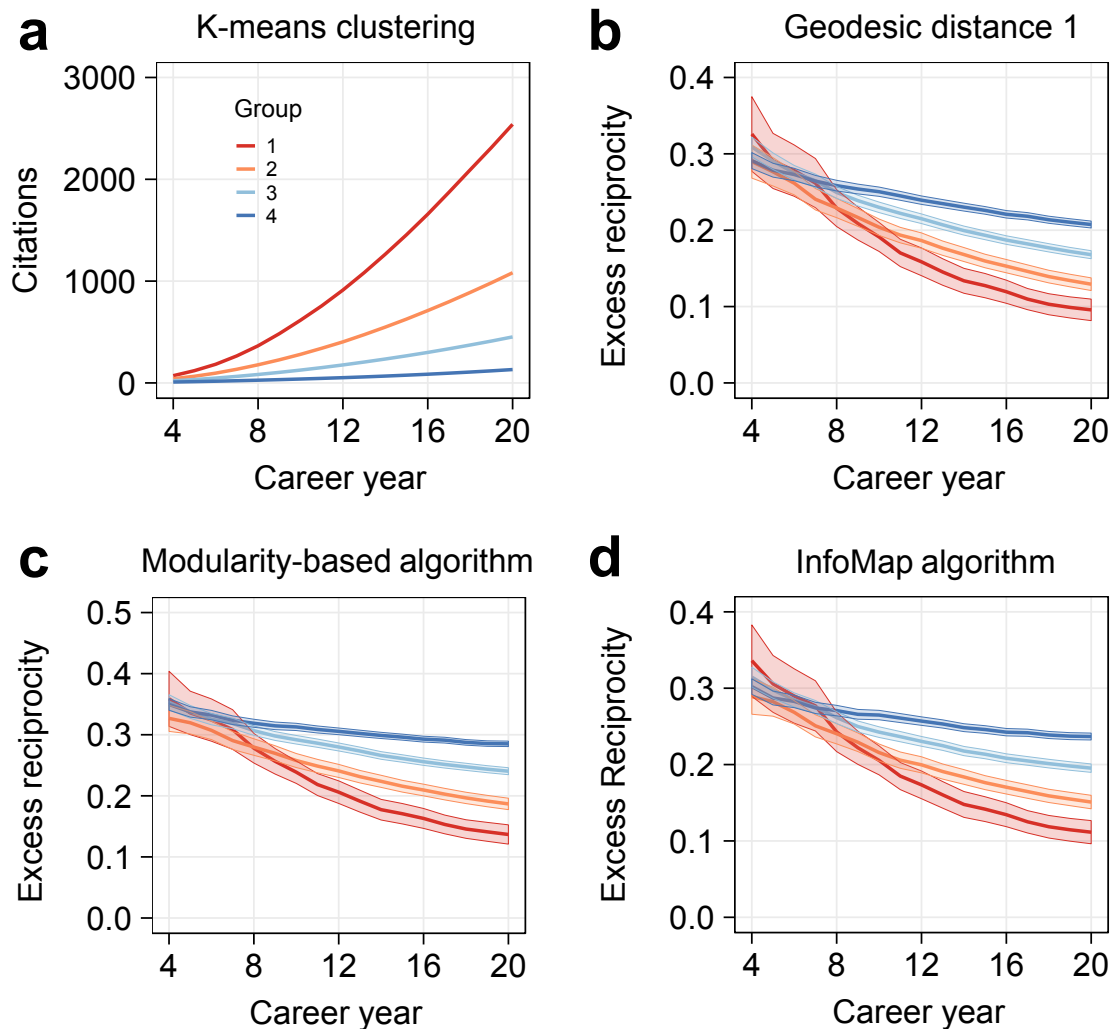 a
K-means clustering
3000
2000
1000
0
Citations
Group
1
2
3
4
4 8 12 16 20
Career year
b
Geodesic distance 1
0.4
0.3
0.2
0.1
0.0
Excess reciprocity
4 8 12 16 20
Career year
c
Modularity-based algorithm
0.5
0.4
0.3
0.2
0.1
0.0
Excess reciprocity
4 8 12 16 20
Career year
d
InfoMap algorithm
0.4
0.3
0.2
0.1
0.0
Excess Reciprocity
4 8 12 16 20
Career year